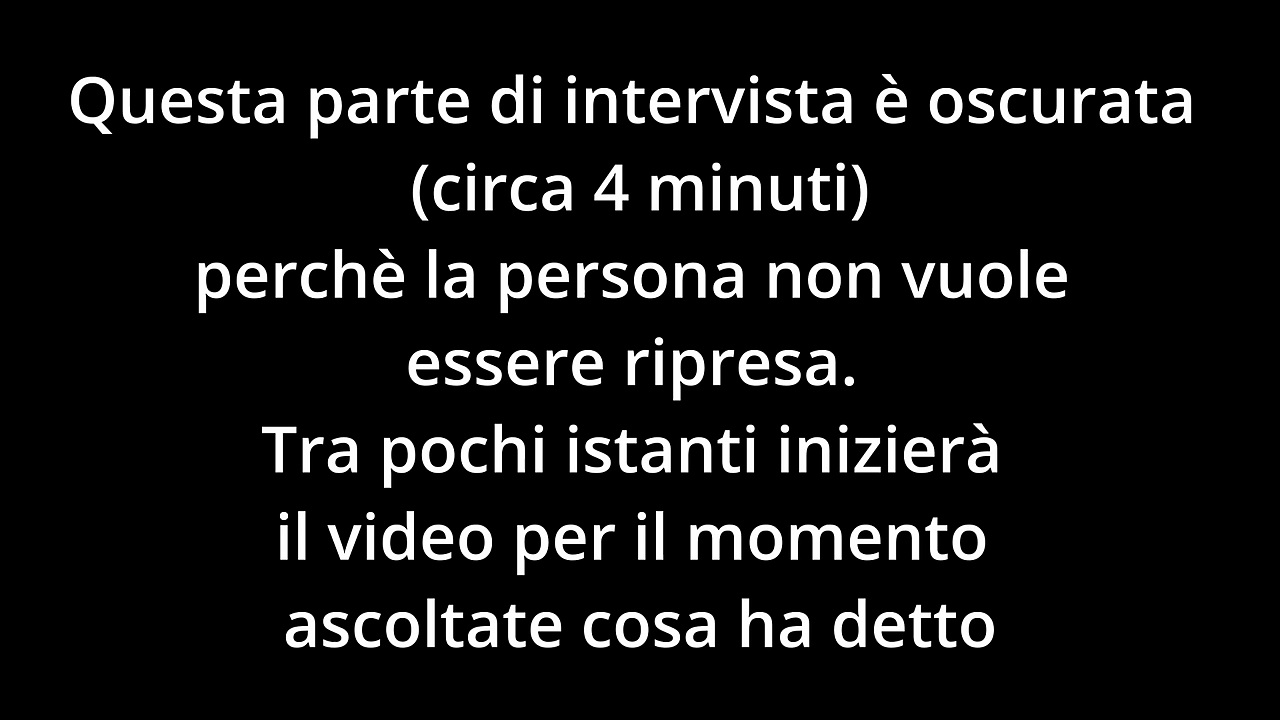 Questa parte di intervista è oscurata
(circa 4 minuti)
perchè la persona non vuole
essere ripresa.
Tra pochi istanti inizierà
il video per il momento
ascoltate cosa ha detto